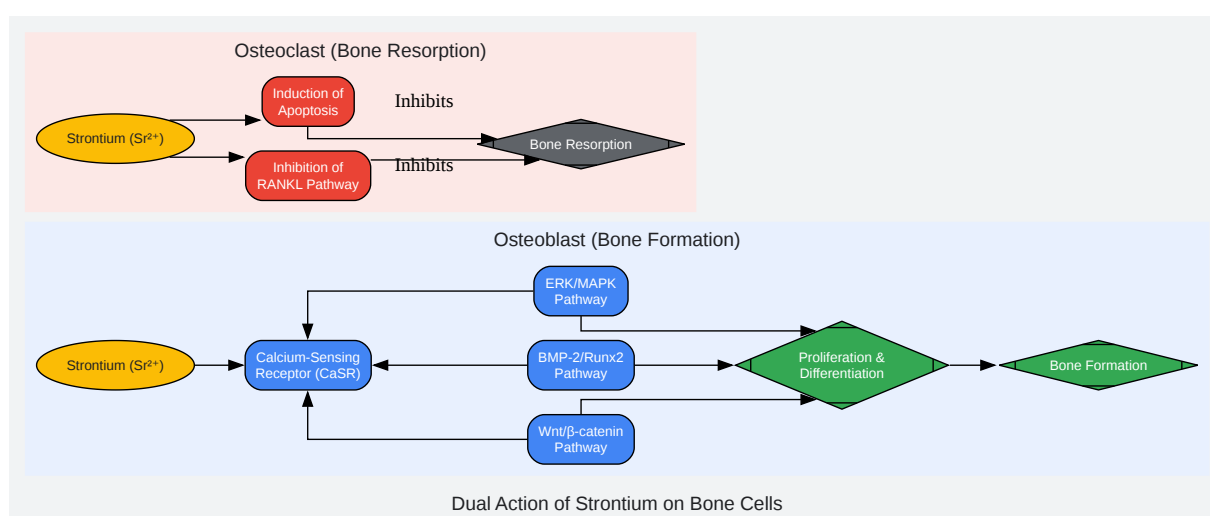 Osteoclast (Bone Resorption)
Induction of
Apoptosis
Inhibits
Strontium (Sr²⁺)
Bone Resorption
Inhibition of
RANKL Pathway
Inhibits
Osteoblast (Bone Formation)
ERK/MAPK
Pathway
Strontium (Sr²⁺)
Calcium-Sensing
Receptor (CaSR)
BMP-2/Runx2
Pathway
Proliferation &
Differentiation
Bone Formation
Wnt/β-catenin
Pathway
Dual Action of Strontium on Bone Cells